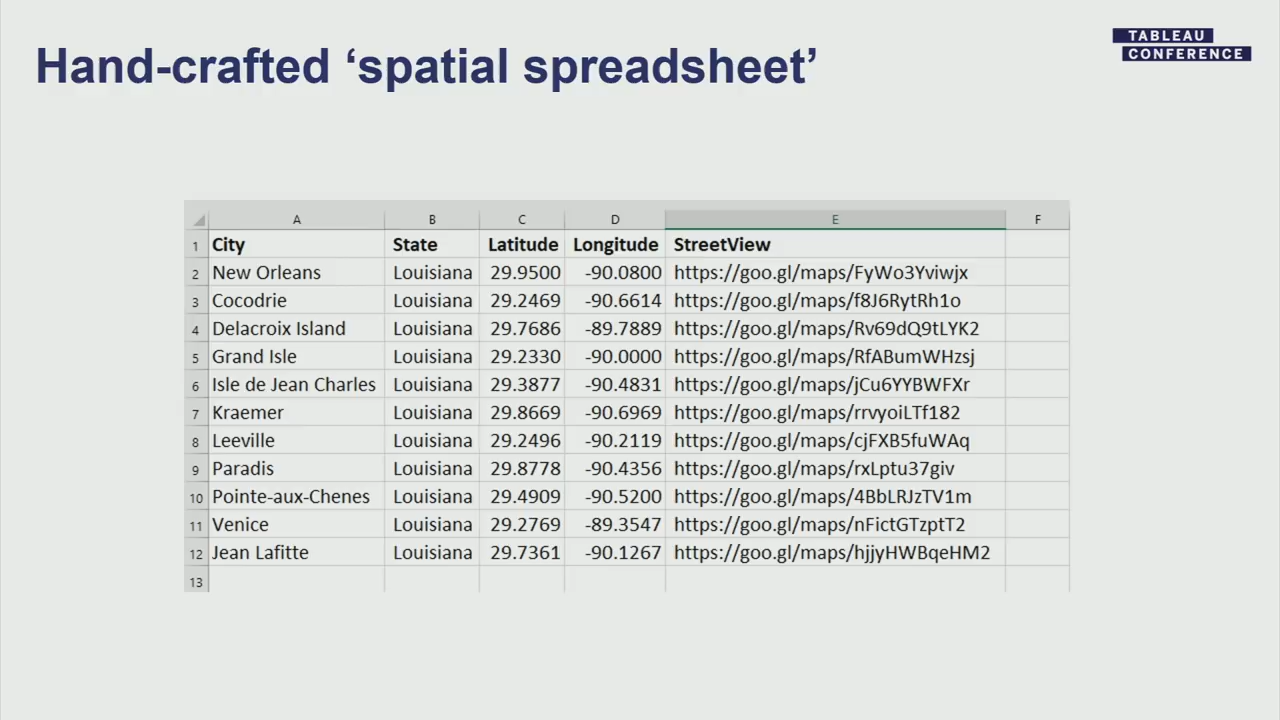 TABLEAU
CONFERENCE
Hand-crafted ‘spatial spreadsheet’
A B C D E F
1 City State Latitude Longitude StreetView
2 New Orleans Louisiana 29.9500 -90.0800 https://goo.gl/maps/FyWo3Yviwjx
3 Cocodrie Louisiana 29.2469 -90.6614 https://goo.gl/maps/f8J6RytRh1o
4 Delacroix Island Louisiana 29.7686 -89.7889 https://goo.gl/maps/Rv69dQ9tLYK2
5 Grand Isle Louisiana 29.2330 -90.0000 https://goo.gl/maps/RfABumWHzsj
6 Isle de Jean Charles Louisiana 29.3877 -90.4831 https://goo.gl/maps/jCu6YYBWFXr
7 Kraemer Louisiana 29.8669 -90.6969 https://goo.gl/maps/rrvyoiLTf182
8 Leeville Louisiana 29.2496 -90.2119 https://goo.gl/maps/cjFXB5fuWAq
9 Paradis Louisiana 29.8778 -90.4356 https://goo.gl/maps/rxLptu37giv
10 Pointe-aux-Chenes Louisiana 29.4909 -90.5200 https://goo.gl/maps/4BbLRJzTV1m
11 Venice Louisiana 29.2769 -89.3547 https://goo.gl/maps/nFictGTzptT2
12 Jean Lafitte Louisiana 29.7361 -90.1267 https://goo.gl/maps/hjjyHWBqeHM2
13